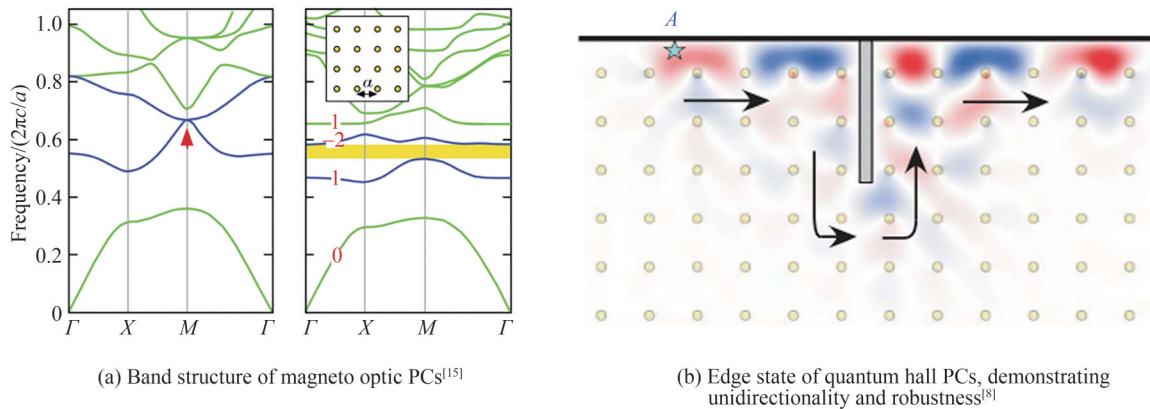 Frequency/(2πc/a)
1.0
0.8
0.6
0.4
0.2
0
Γ X M Γ
a
1
−2
1
0
Γ X M Γ
(a) Band structure of magneto optic PCs[15]
A
(b) Edge state of quantum hall PCs, demonstrating
unidirectionality and robustness[8]